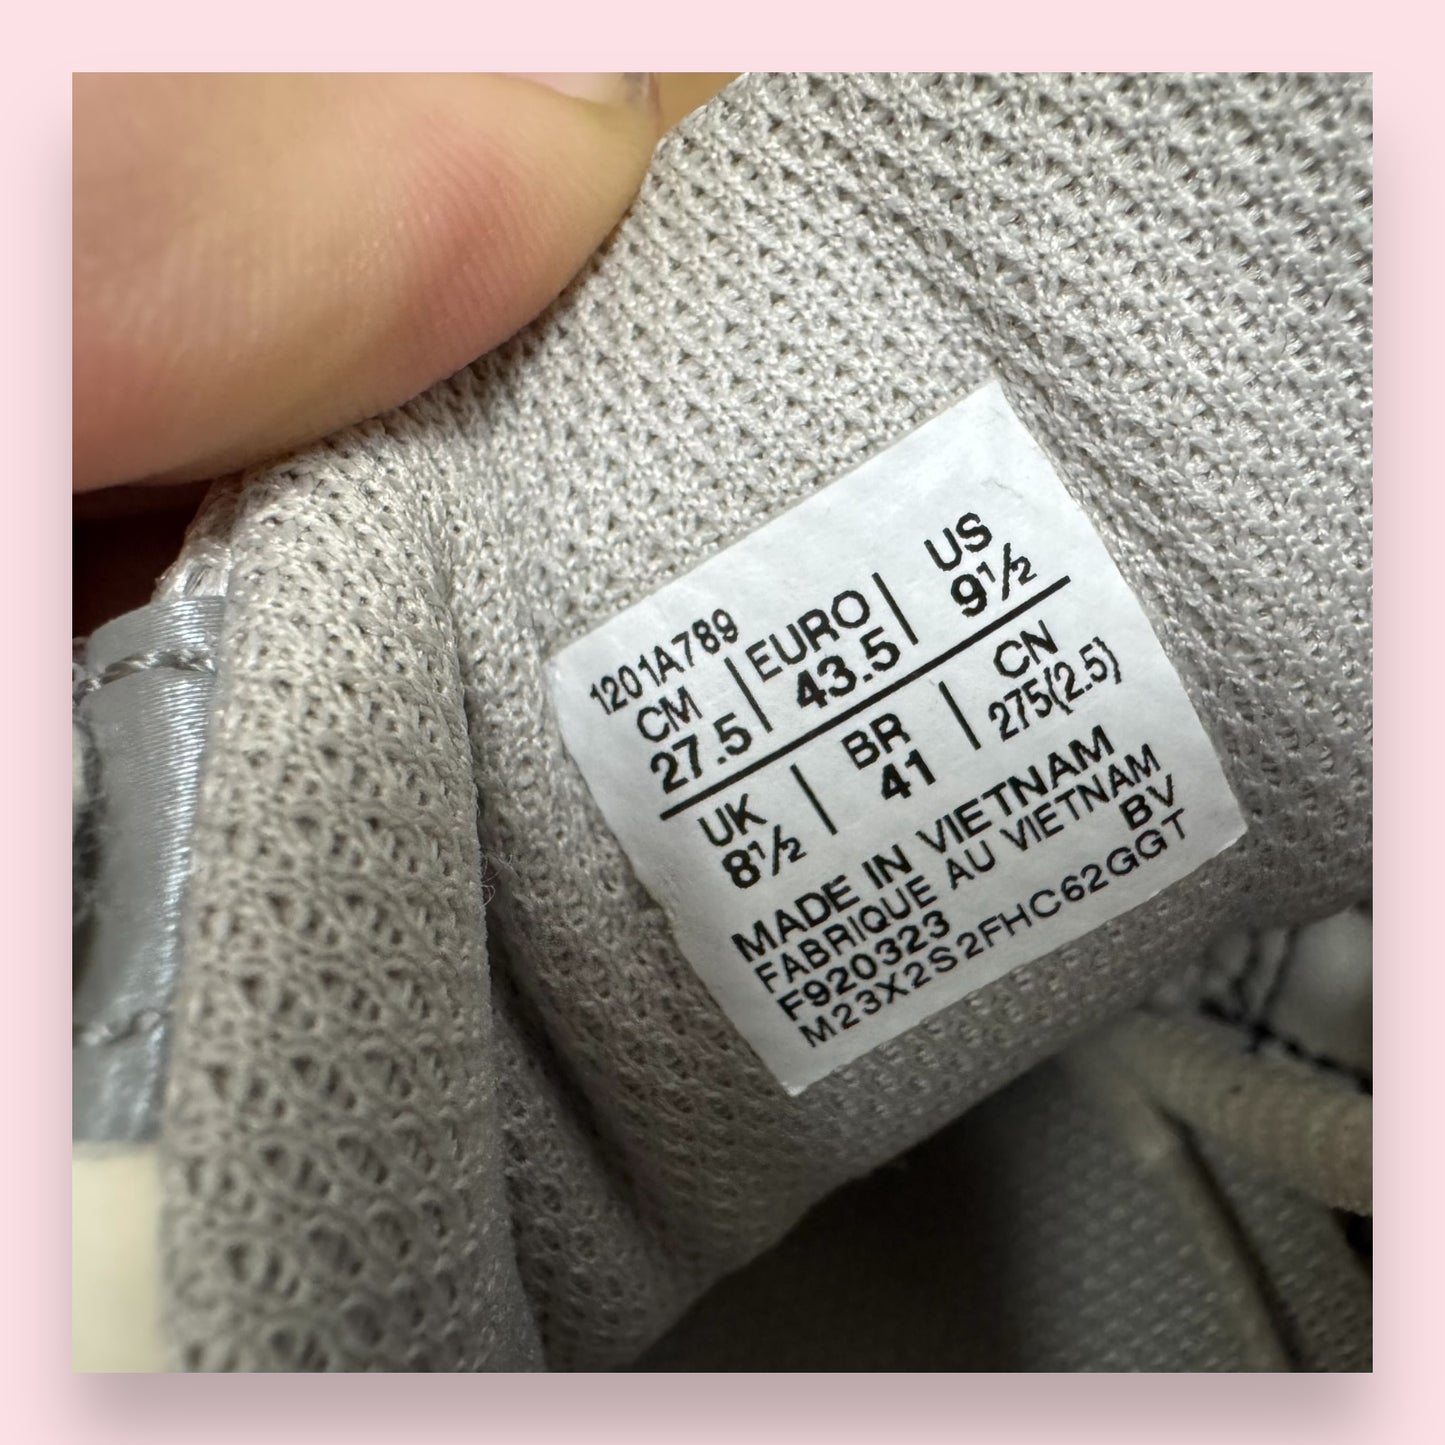 1201A789
CM EURO US
27.5 43.5 9½
UK BR CN
8½ 41 275(2.5)
MADE IN VIETNAM
FABRIQUE AU VIETNAM
F920323 BV
M23X2S2FHC62GGT